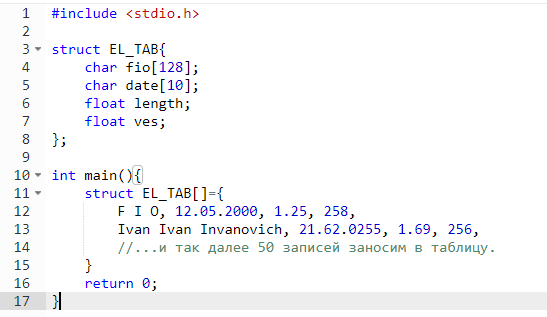 1 #include <stdio.h>
2
3 struct EL_TAB{
4     char fio[128];
5     char date[10];
6     float length;
7     float ves;
8 };
9
10 int main(){
11     struct EL_TAB[]={
12         F I O, 12.05.2000, 1.25, 258,
13         Ivan Ivan Invanovich, 21.62.0255, 1.69, 256,
14         //...и так далее 50 записей заносим в таблицу.
15     }
16     return 0;
17 }